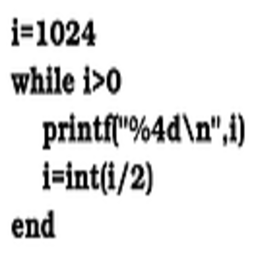 i=1024
while i>0
printf("%4d\n",i)
i=int(i/2)
end